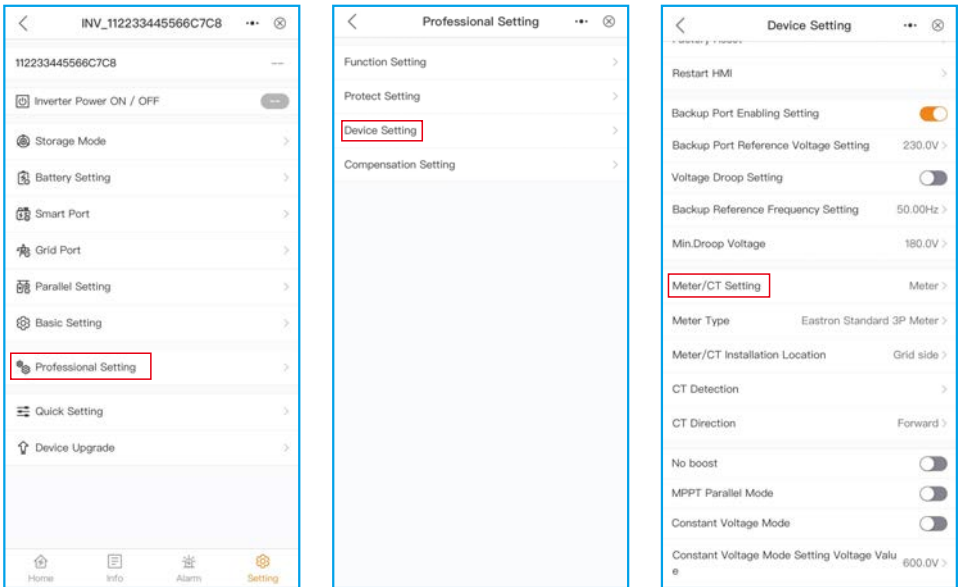 INV_112233445566C7C8
112233445566C7C8 --
Inverter Power ON / OFF --
Storage Mode
Battery Setting
Smart Port
Grid Port
Parallel Setting
Basic Setting
Professional Setting
Quick Setting
Device Upgrade
Home Info Alarm Setting
Professional Setting
Function Setting
Protect Setting
Device Setting
Compensation Setting
Device Setting
Factory Reset
Restart HMI
Backup Port Enabling Setting
Backup Port Reference Voltage Setting 230.0V
Voltage Droop Setting
Backup Reference Frequency Setting 50.00Hz
Min.Droop Voltage 180.0V
Meter/CT Setting Meter
Meter Type Eastron Standard 3P Meter
Meter/CT Installation Location Grid side
CT Detection
CT Direction Forward
No boost
MPPT Parallel Mode
Constant Voltage Mode
Constant Voltage Mode Setting Voltage Valu
e 600.0V